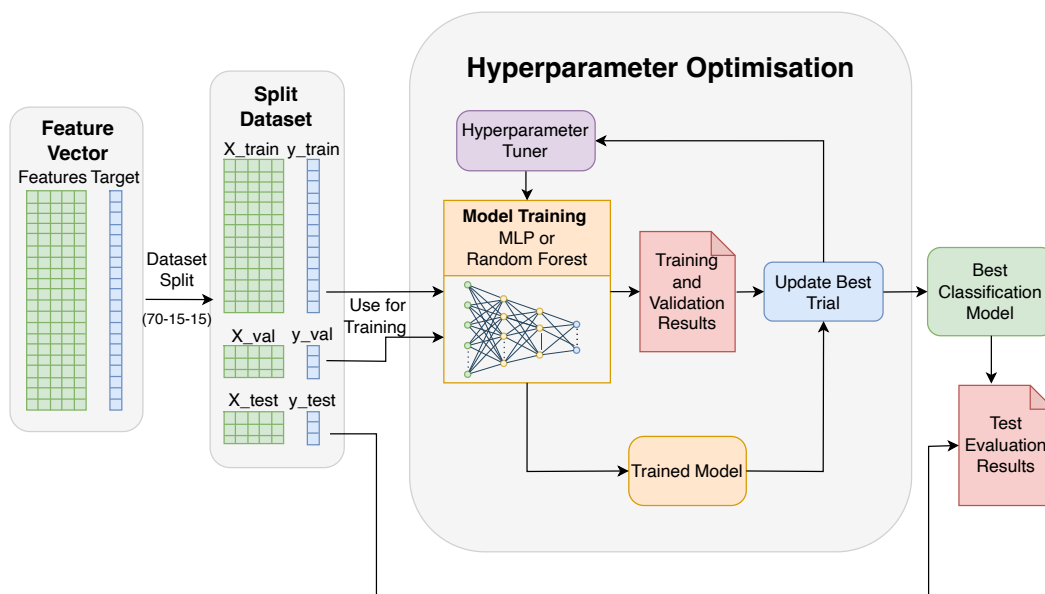 Hyperparameter Optimisation
Feature
Vector
Features Target
Dataset
Split
(70-15-15)
Split
Dataset
X_train y_train
X_val y_val
X_test y_test
Use for
Training
Hyperparameter
Tuner
Model Training
MLP or
Random Forest
Training
and
Validation
Results
Update Best
Trial
Trained Model
Best
Classification
Model
Test
Evaluation
Results